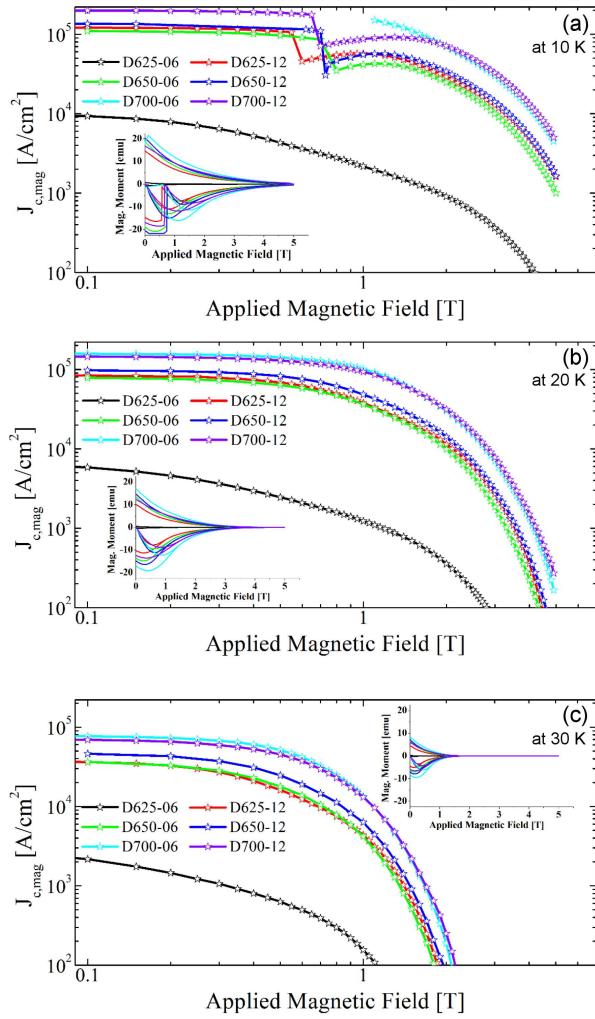 (a)
at 10 K
10^5
10^4
10^3
10^2
J_c,mag [A/cm^2]
D625-06 D625-12
D650-06 D650-12
D700-06 D700-12
Mag. Moment [emu]
20
10
0
-10
-20
0 1 2 3 4 5
Applied Magnetic Field [T]
0.1 1
Applied Magnetic Field [T]
(b)
at 20 K
10^5
10^4
10^3
10^2
J_c,mag [A/cm^2]
D625-06 D625-12
D650-06 D650-12
D700-06 D700-12
Mag. Moment [emu]
20
10
0
-10
-20
0 1 2 3 4 5
Applied Magnetic Field [T]
0.1 1
Applied Magnetic Field [T]
(c)
at 30 K
10^5
10^4
10^3
10^2
J_c,mag [A/cm^2]
Mag. Moment [emu]
20
10
0
-10
-20
0 1 2 3 4 5
Applied Magnetic Field [T]
D625-06 D625-12
D650-06 D650-12
D700-06 D700-12
0.1 1
Applied Magnetic Field [T]